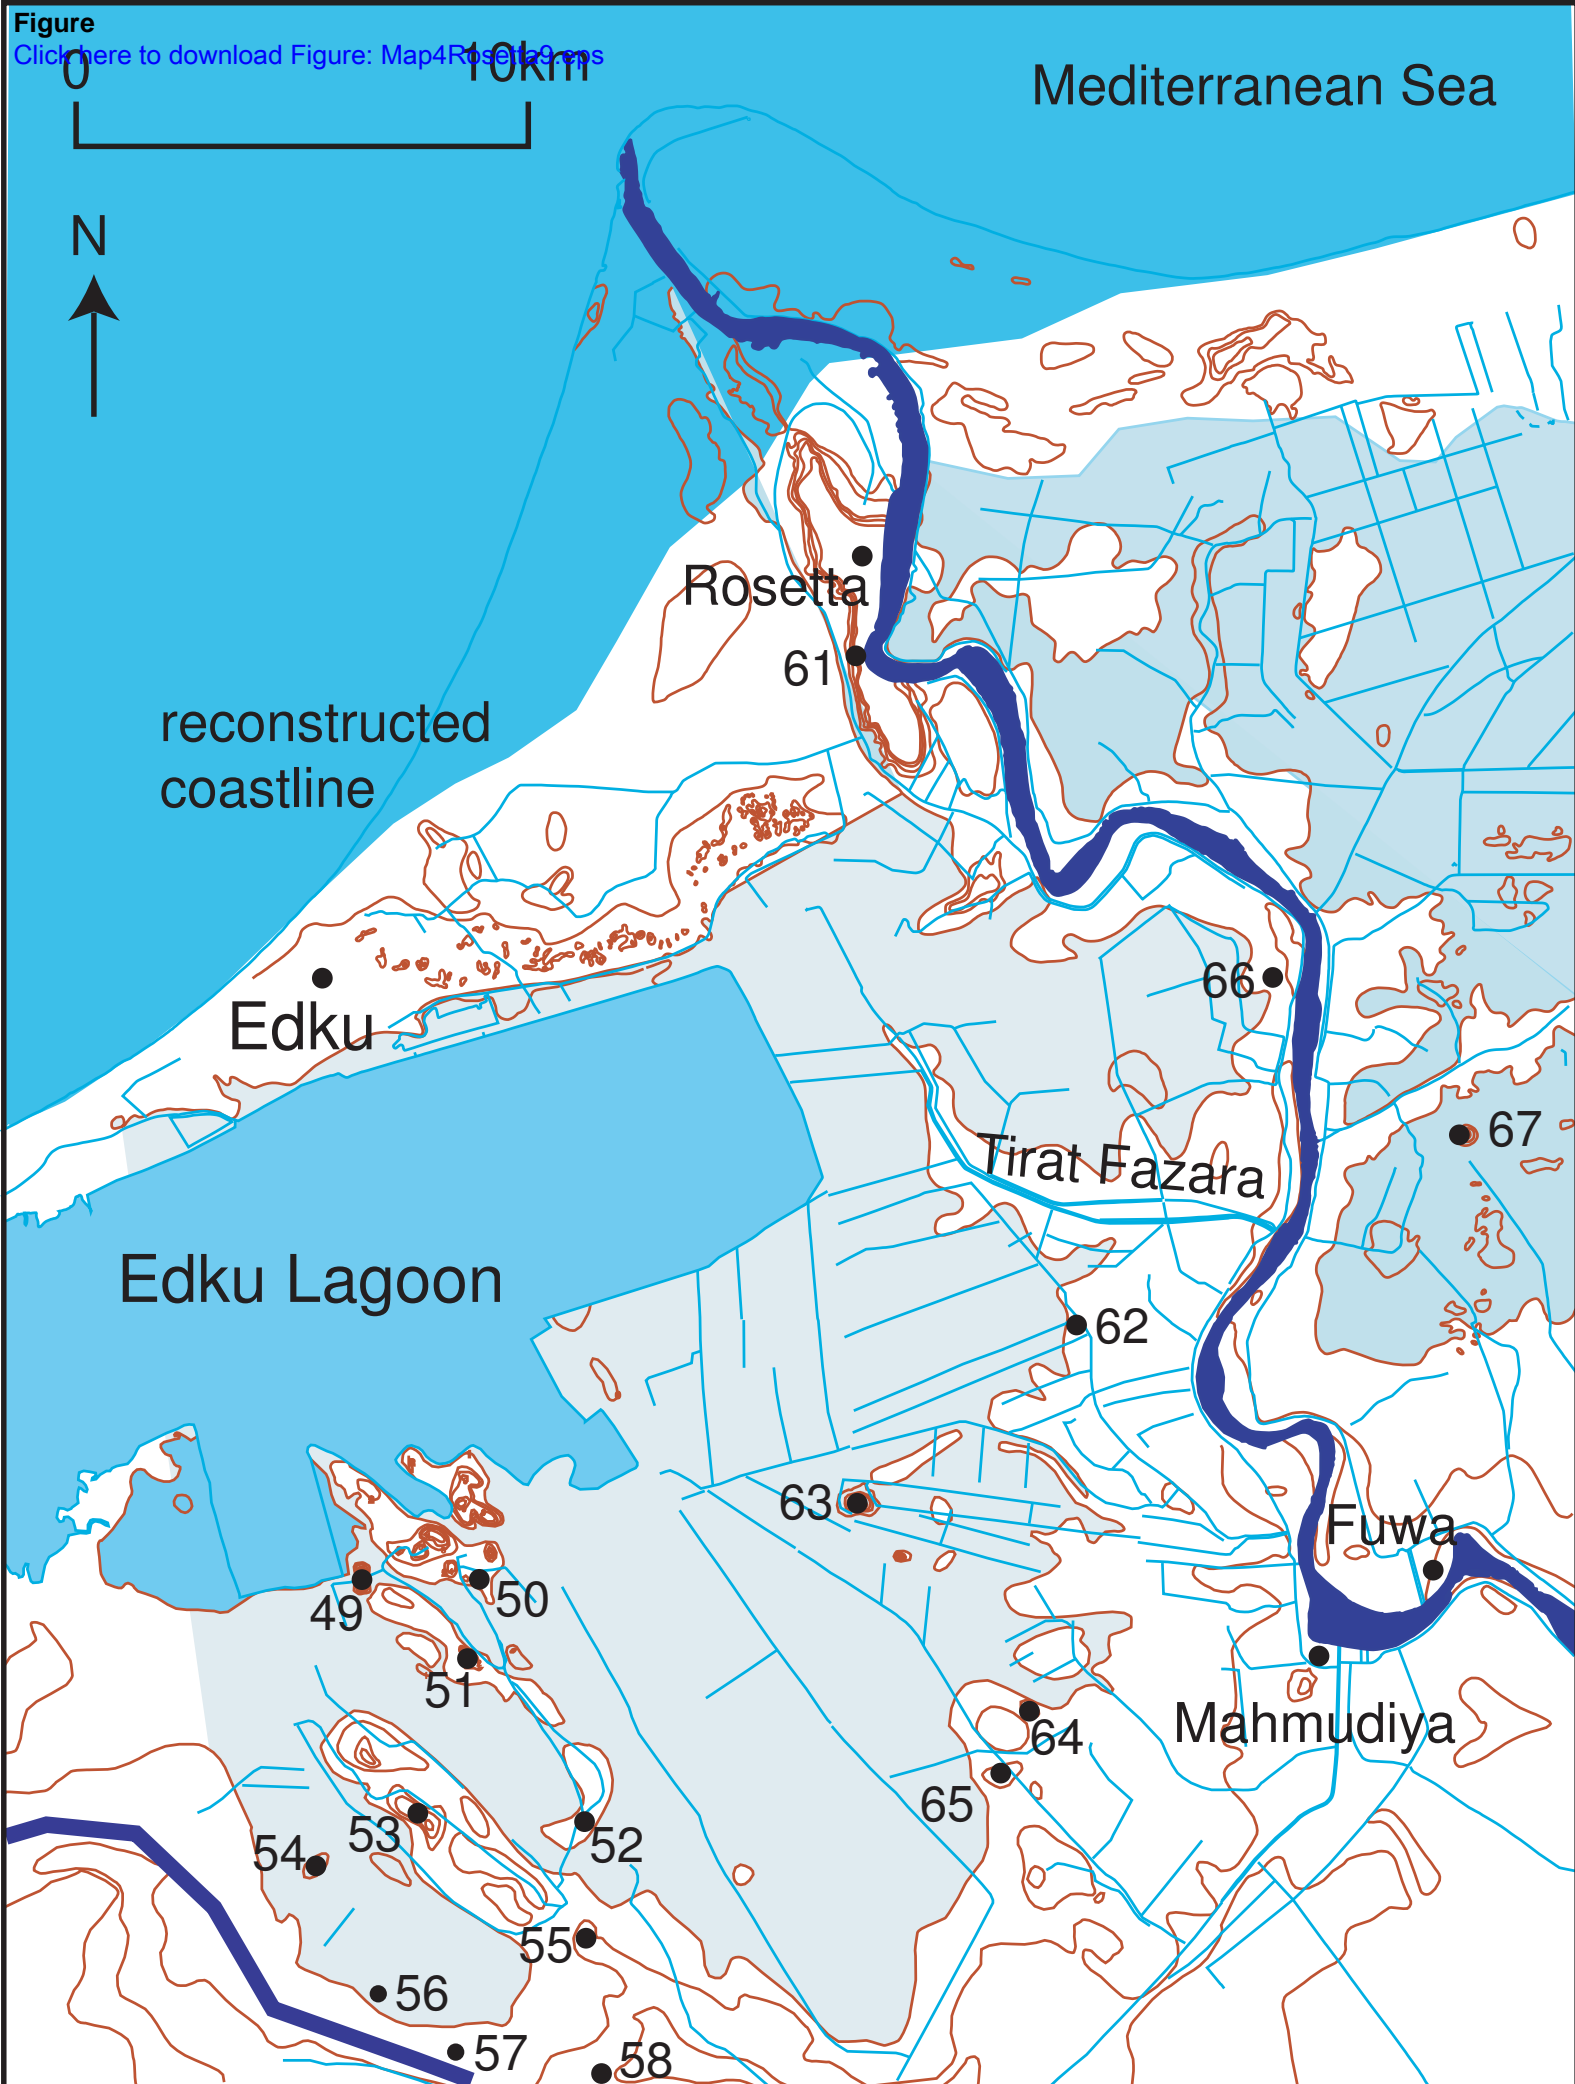 Figure
Click here to download Figure: Map4Rosetta9.eps
0 10km
Mediterranean Sea
N
Rosetta
61
reconstructed
coastline
66
Edku
67
Tirat Fazara
Edku Lagoon
62
63
Fuwa
49
50
51
64
Mahmudiya
65
53
52
54
55
56
57
58